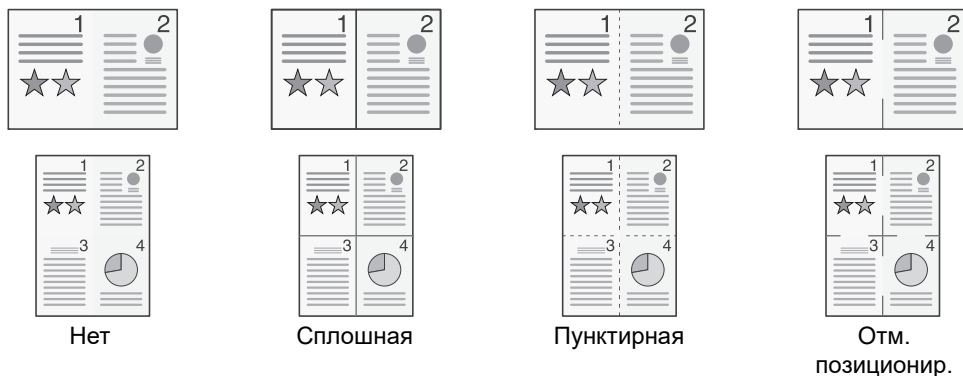 1 2 1 2 1 2 1 2
1 2 1 2 1 2 1 2
3 4 3 4 3 4 3 4
Нет Сплошная Пунктирная Отм.
позиционир.